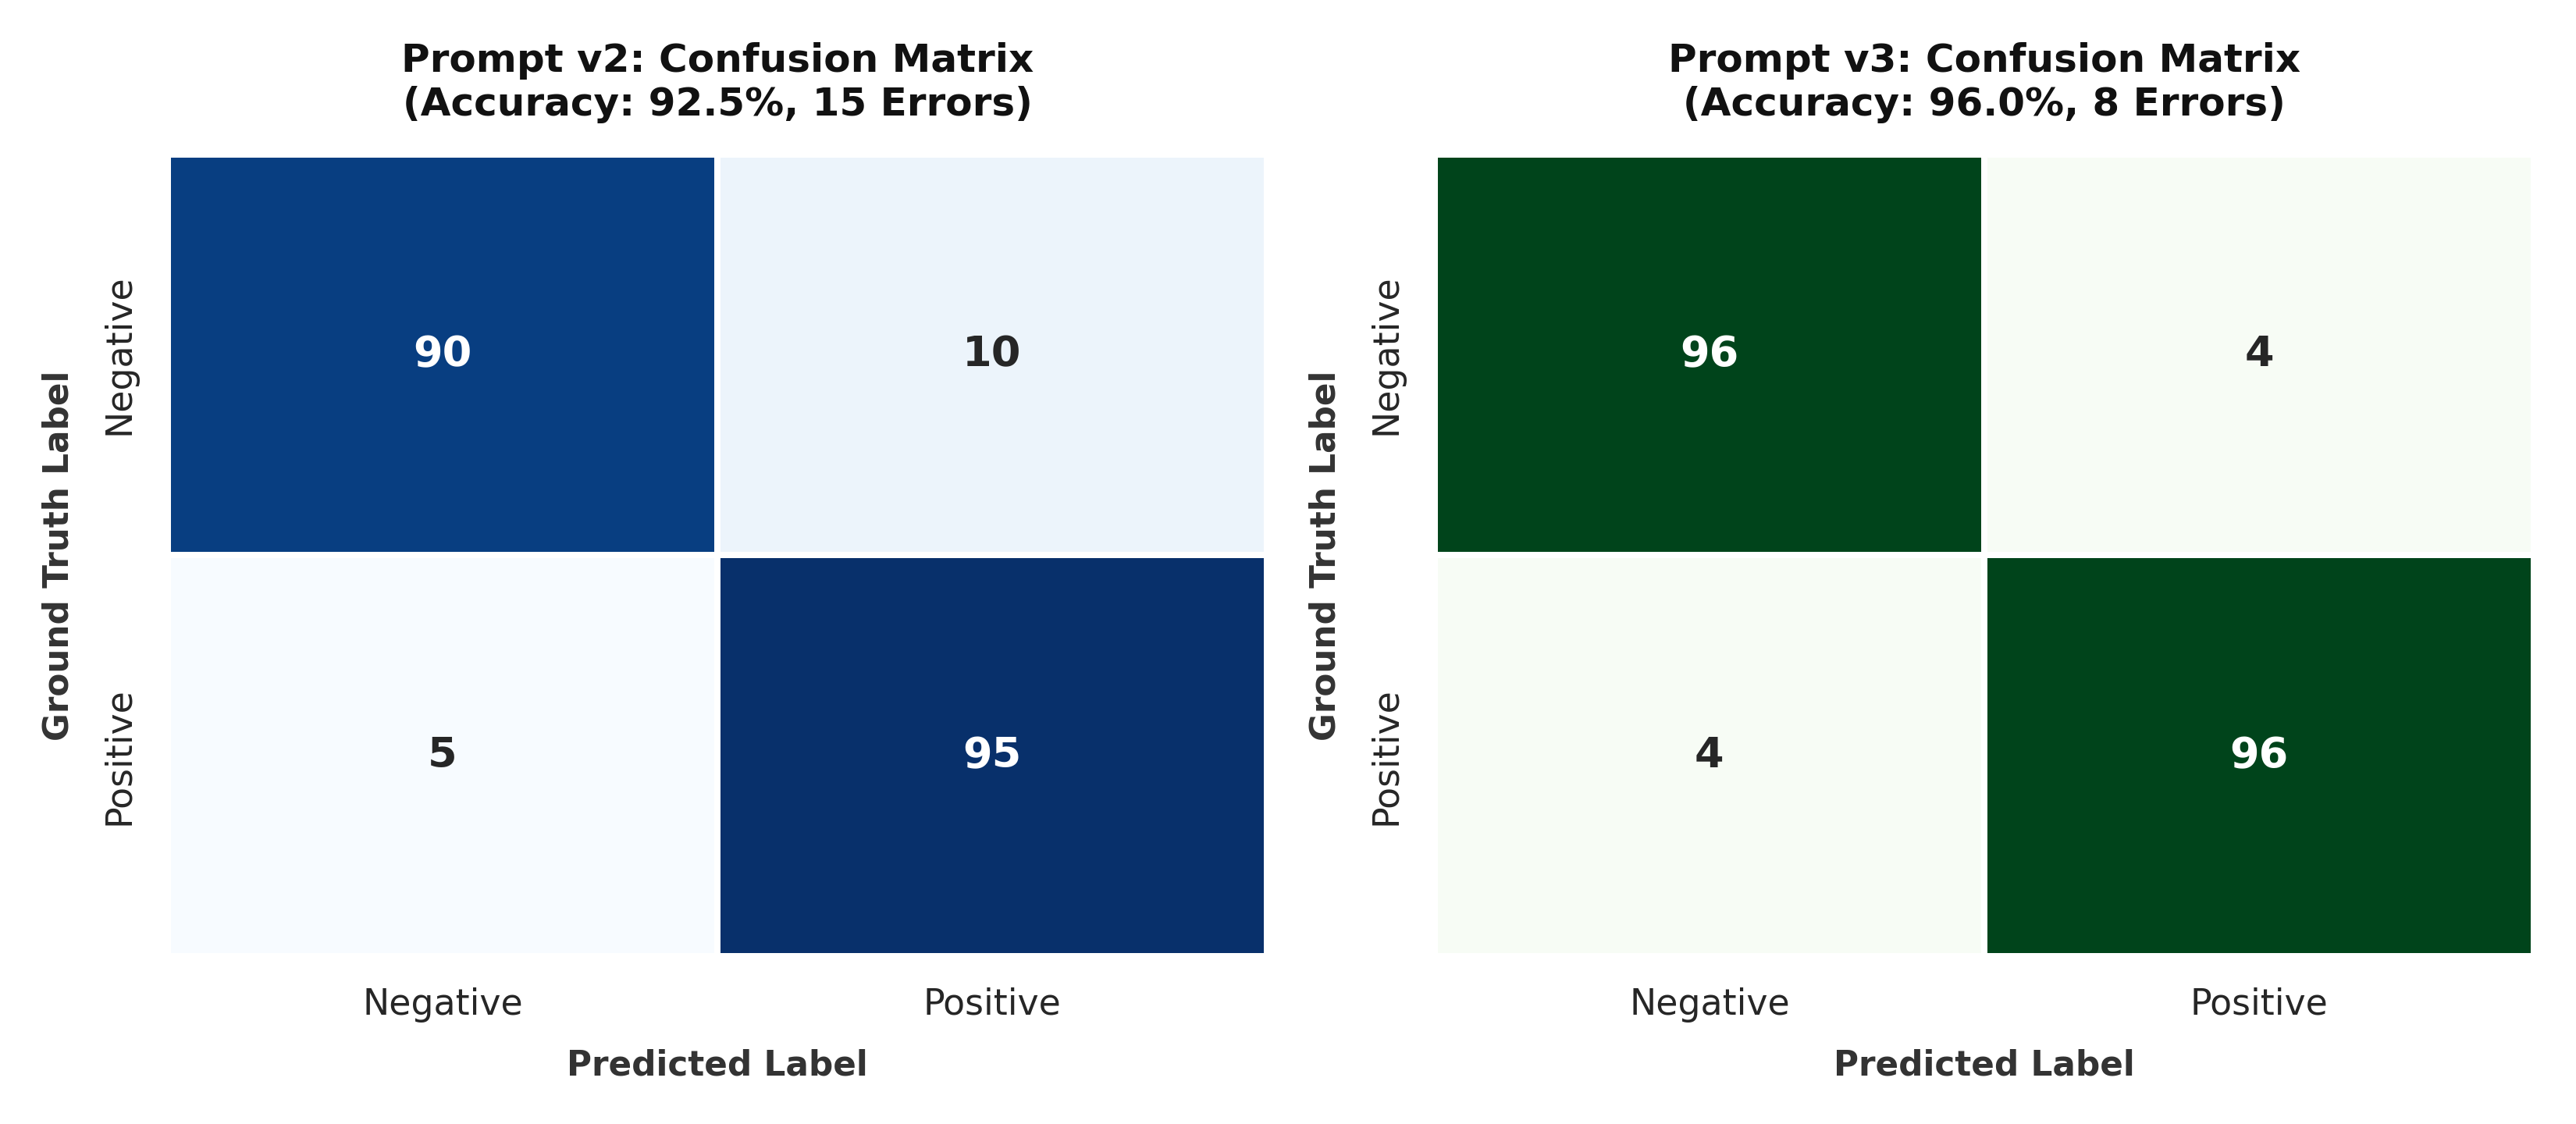 Prompt v2: Confusion Matrix
(Accuracy: 92.5%, 15 Errors)
Ground Truth Label
Negative
90
10
Positive
5
95
Negative
Positive
Predicted Label
Prompt v3: Confusion Matrix
(Accuracy: 96.0%, 8 Errors)
Ground Truth Label
Negative
96
4
Positive
4
96
Negative
Positive
Predicted Label